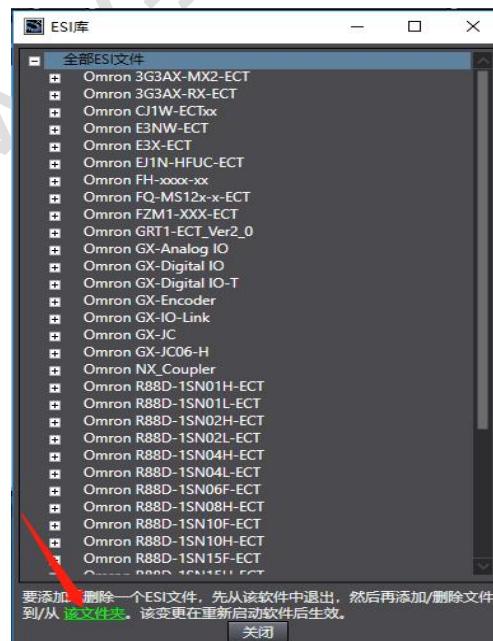 ESI库
全部ESI文件
Omron 3G3AX-MX2-ECT
Omron 3G3AX-RX-ECT
Omron CJ1W-ECTxx
Omron E3NW-ECT
Omron E3X-ECT
Omron EJ1N-HFUC-ECT
Omron FH-xxxx-xx
Omron FQ-MS12x-x-ECT
Omron FZM1-XXX-ECT
Omron GRT1-ECT_Ver2_0
Omron GX-Analog IO
Omron GX-Digital IO
Omron GX-Digital IO-T
Omron GX-Encoder
Omron GX-IO-Link
Omron GX-JC
Omron GX-JC06-H
Omron NX_Coupler
Omron R88D-1SN01H-ECT
Omron R88D-1SN01L-ECT
Omron R88D-1SN02H-ECT
Omron R88D-1SN02L-ECT
Omron R88D-1SN04H-ECT
Omron R88D-1SN04L-ECT
Omron R88D-1SN06F-ECT
Omron R88D-1SN08H-ECT
Omron R88D-1SN10F-ECT
Omron R88D-1SN10H-ECT
Omron R88D-1SN15F-ECT
要添加删除一个ESI文件，先从该软件中退出，然后再添加/删除文件
到/从 该文件夹。该变更在重新启动软件后生效。
关闭